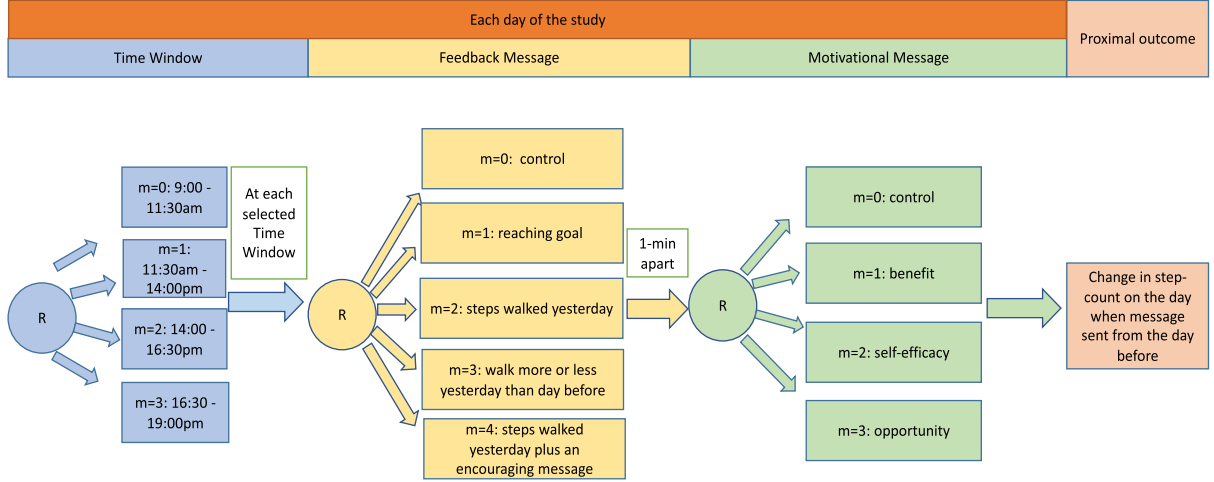 Each day of the study
Proximal outcome
Time Window
Feedback Message
Motivational Message
R
m=0: 9:00 -
11:30am
m=1:
11:30am -
14:00pm
m=2: 14:00 -
16:30pm
m=3: 16:30 -
19:00pm
At each
selected
Time
Window
R
m=0:  control
m=1: reaching goal
m=2: steps walked yesterday
m=3: walk more or less
yesterday than day before
m=4: steps walked
yesterday plus an
encouraging message
1-min
apart
R
m=0: control
m=1: benefit
m=2: self-efficacy
m=3: opportunity
Change in step-
count on the day
when message
sent from the day
before